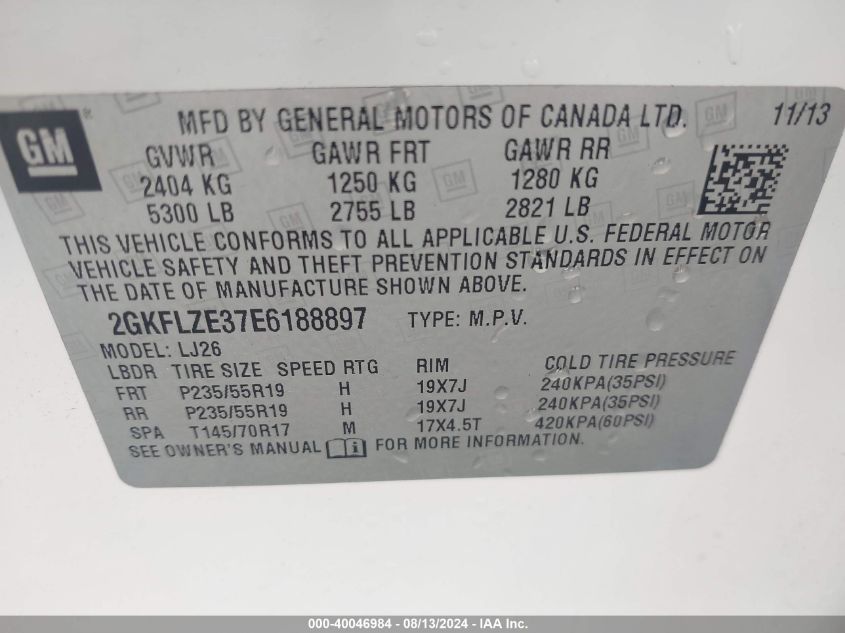 GM
MFD BY GENERAL MOTORS OF CANADA LTD. 11/13
GVWR GAWR FRT GAWR RR
2404 KG 1250 KG 1280 KG
5300 LB 2755 LB 2821 LB
THIS VEHICLE CONFORMS TO ALL APPLICABLE U.S. FEDERAL MOTOR
VEHICLE SAFETY AND THEFT PREVENTION STANDARDS IN EFFECT ON
THE DATE OF MANUFACTURE SHOWN ABOVE.
2GKFLZE37E6188897 TYPE: M.P.V.
MODEL: LJ26
LBDR TIRE SIZE SPEED RTG RIM COLD TIRE PRESSURE
FRT P235/55R19 H 19X7J 240KPA(35PSI)
RR P235/55R19 H 19X7J 240KPA(35PSI)
SPA T145/70R17 M 17X4.5T 420KPA(60PSI)
SEE OWNER'S MANUAL i FOR MORE INFORMATION.
000-40046984 - 08/13/2024 - IAA Inc.